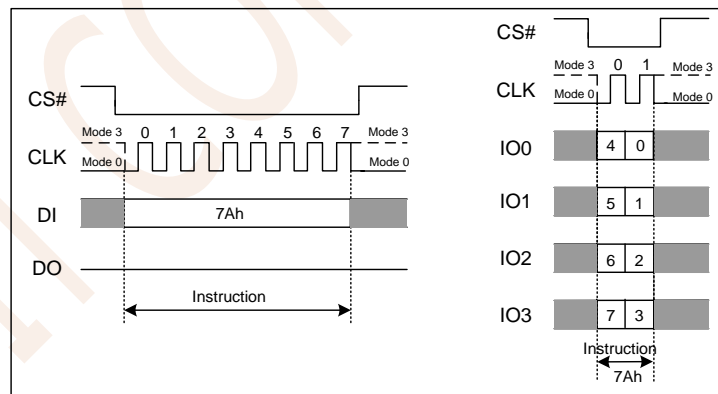 CS#
Mode 3 0 1 2 3 4 5 6 7 Mode 3
CLK
Mode 0 Mode 0
DI 7Ah
DO
Instruction
CS#
Mode 3 0 1 Mode 3
CLK
Mode 0 Mode 0
IO0 4 0
IO1 5 1
IO2 6 2
IO3 7 3
Instruction
7Ah